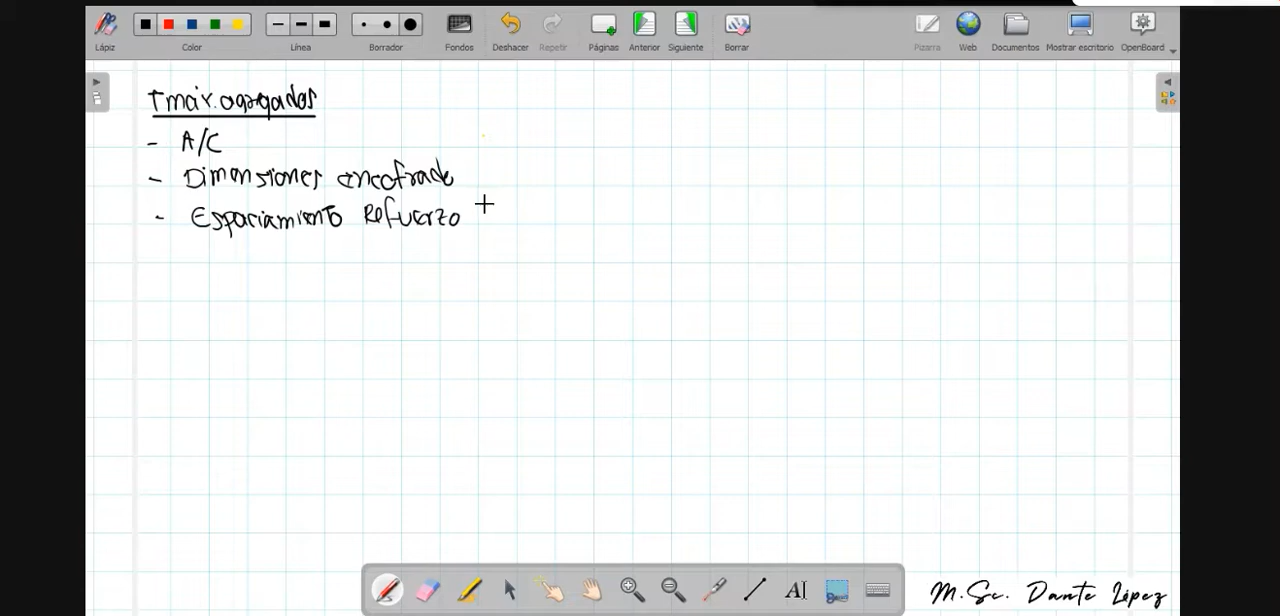 Lápiz Color Línea Borrador Fondos Deshacer Repetir Páginas Anterior Siguiente Borrar Pizarra Web Documentos Mostrar escritorio OpenBoard
Tmáx. agregados
- A/C
- Dimensiones encofrado
- Espaciamiento Refuerzo
M.Sc. Dante López